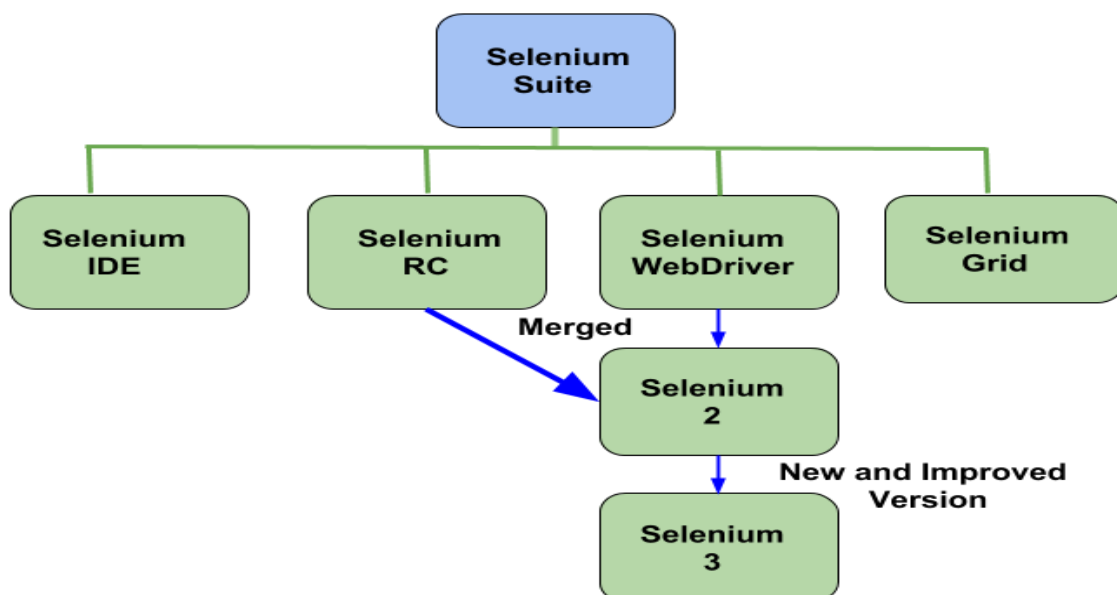 Selenium
Suite
Selenium
IDE
Selenium
RC
Selenium
WebDriver
Selenium
Grid
Merged
Selenium
2
New and Improved
Version
Selenium
3